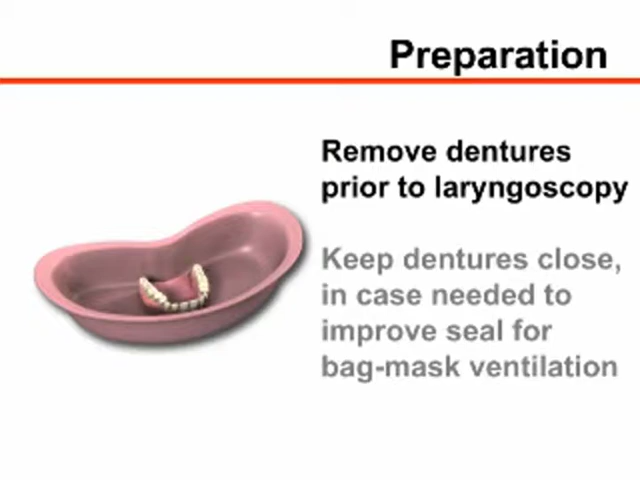 Preparation
Remove dentures
prior to laryngoscopy
Keep dentures close,
in case needed to
improve seal for
bag-mask ventilation